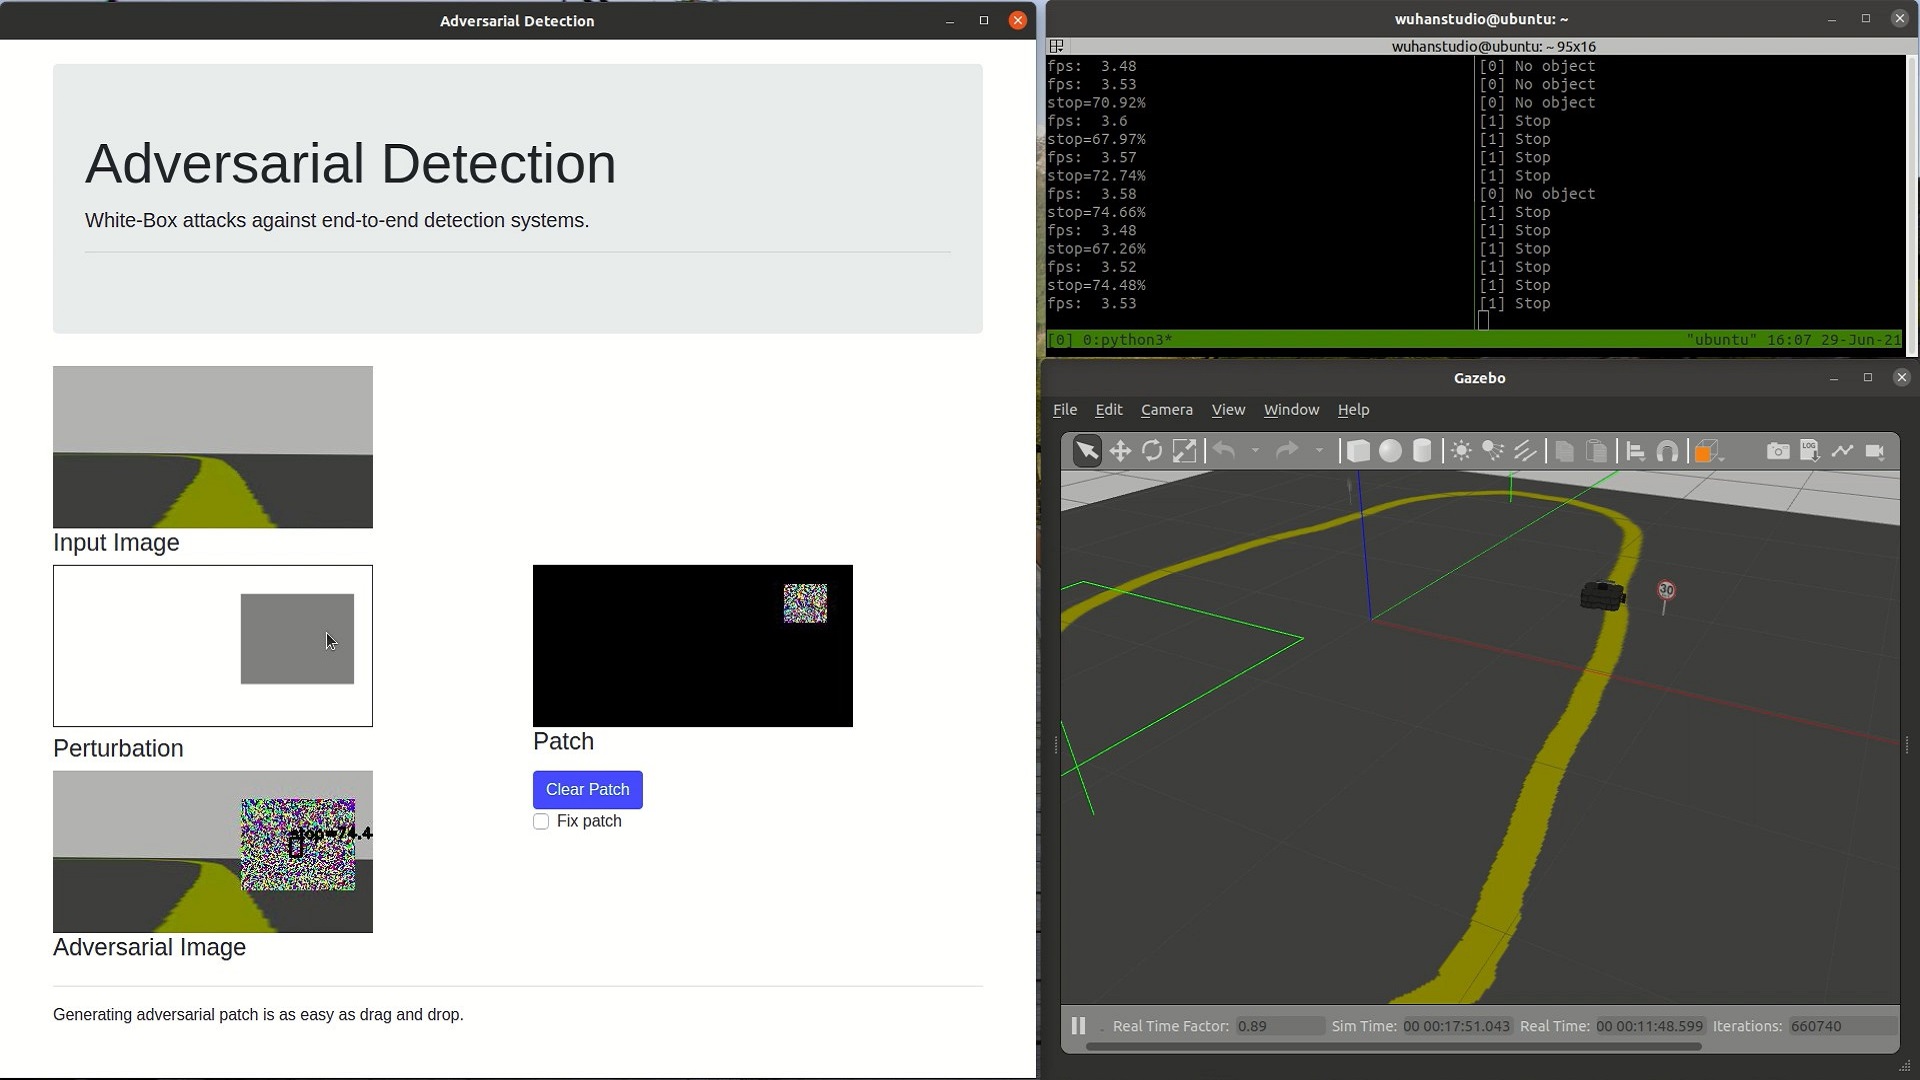 Adversarial Detection
Adversarial Detection
White-Box attacks against end-to-end detection systems.
Input Image
Perturbation
Patch
Clear Patch
Fix patch
stop=74.4
Adversarial Image
Generating adversarial patch is as easy as drag and drop.
wuhanstudio@ubuntu: ~
wuhanstudio@ubuntu: ~ 95x16
fps:  3.48
fps:  3.53
stop=70.92%
fps:  3.6
stop=67.97%
fps:  3.57
stop=72.74%
fps:  3.58
stop=74.66%
fps:  3.48
stop=67.26%
fps:  3.52
stop=74.48%
fps:  3.53
[0] No object
[0] No object
[0] No object
[1] Stop
[1] Stop
[1] Stop
[1] Stop
[0] No object
[1] Stop
[1] Stop
[1] Stop
[1] Stop
[1] Stop
[1] Stop
[0] 0:python3* "ubuntu" 16:07 29-Jun-21
Gazebo
File Edit Camera View Window Help
LOG
30
Real Time Factor: 0.89 Sim Time: 00 00:17:51.043 Real Time: 00 00:11:48.599 Iterations: 660740